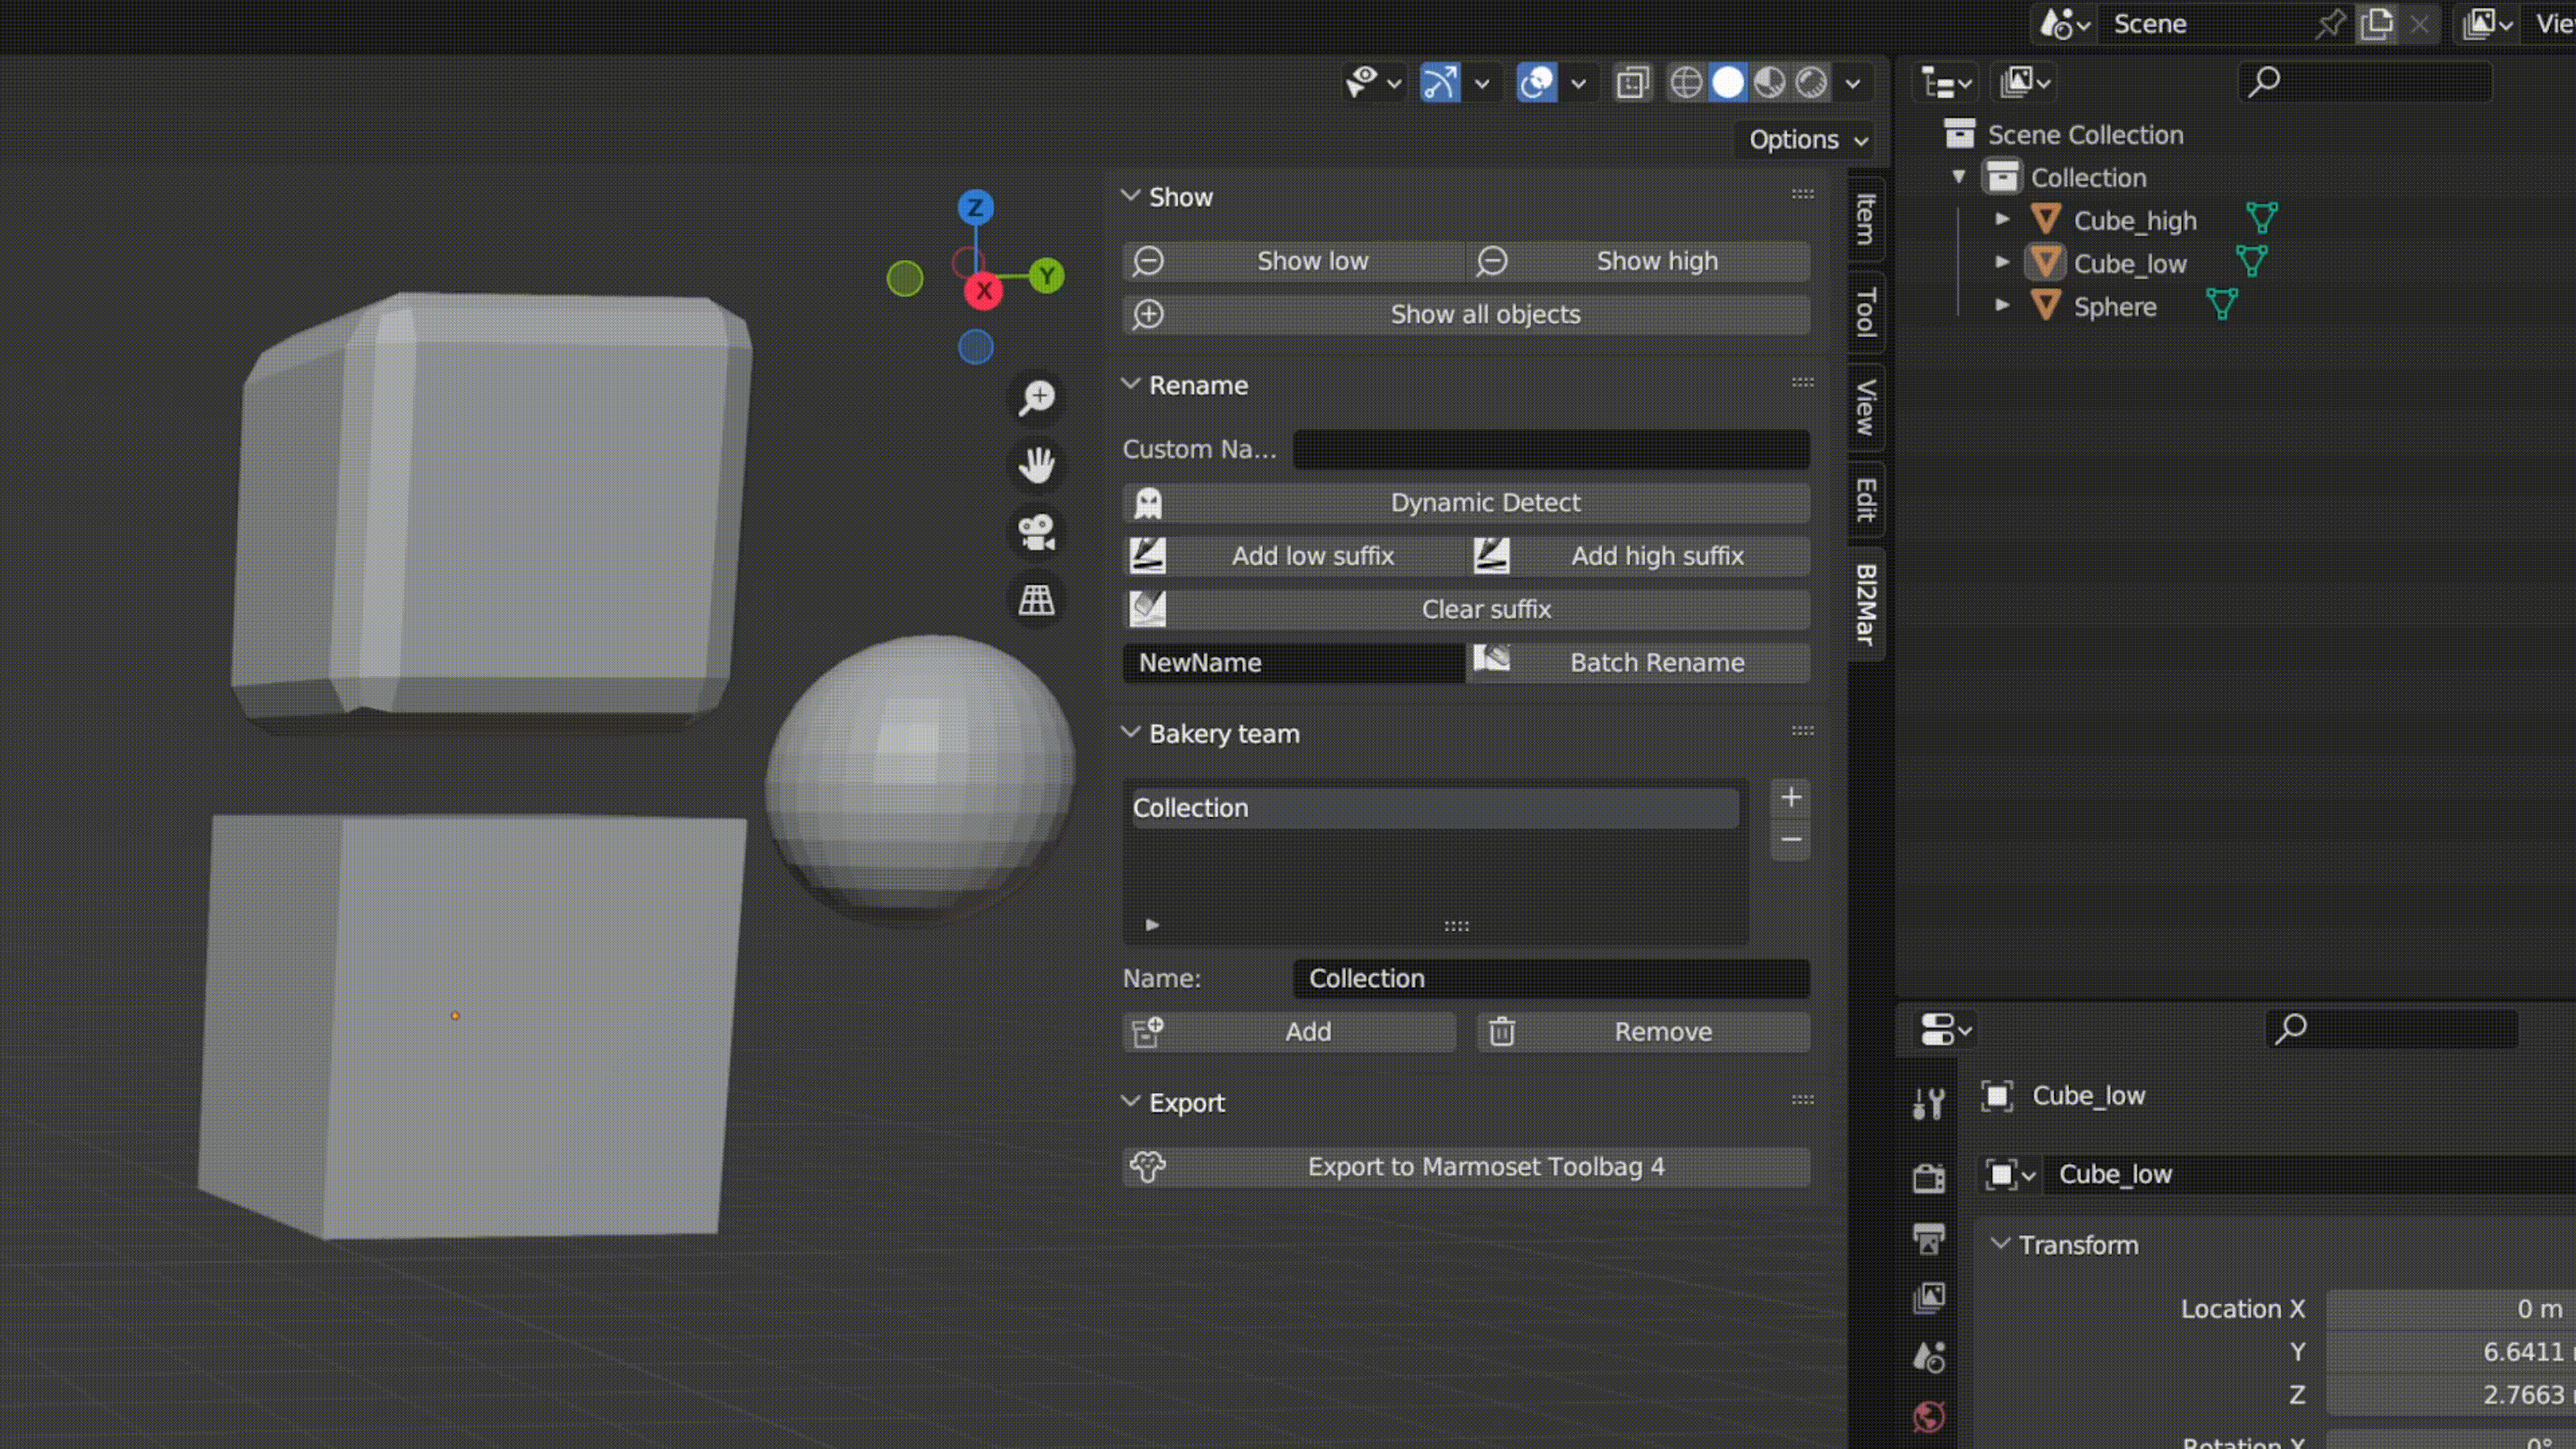 Scene
Vie
Options
Scene Collection
Collection
Cube_high
Cube_low
Sphere
Z
Y
X
Show
Show low
Show high
Show all objects
Rename
Custom Na...
Dynamic Detect
Add low suffix
Add high suffix
Clear suffix
NewName
Batch Rename
Bakery team
Collection
Name:
Collection
Add
Remove
Export
Export to Marmoset Toolbag 4
Item
Tool
View
Edit
Bl2Mar
Cube_low
Cube_low
Transform
Location X
0 m
Y
6.6411
Z
2.7663
Rotation X
0°